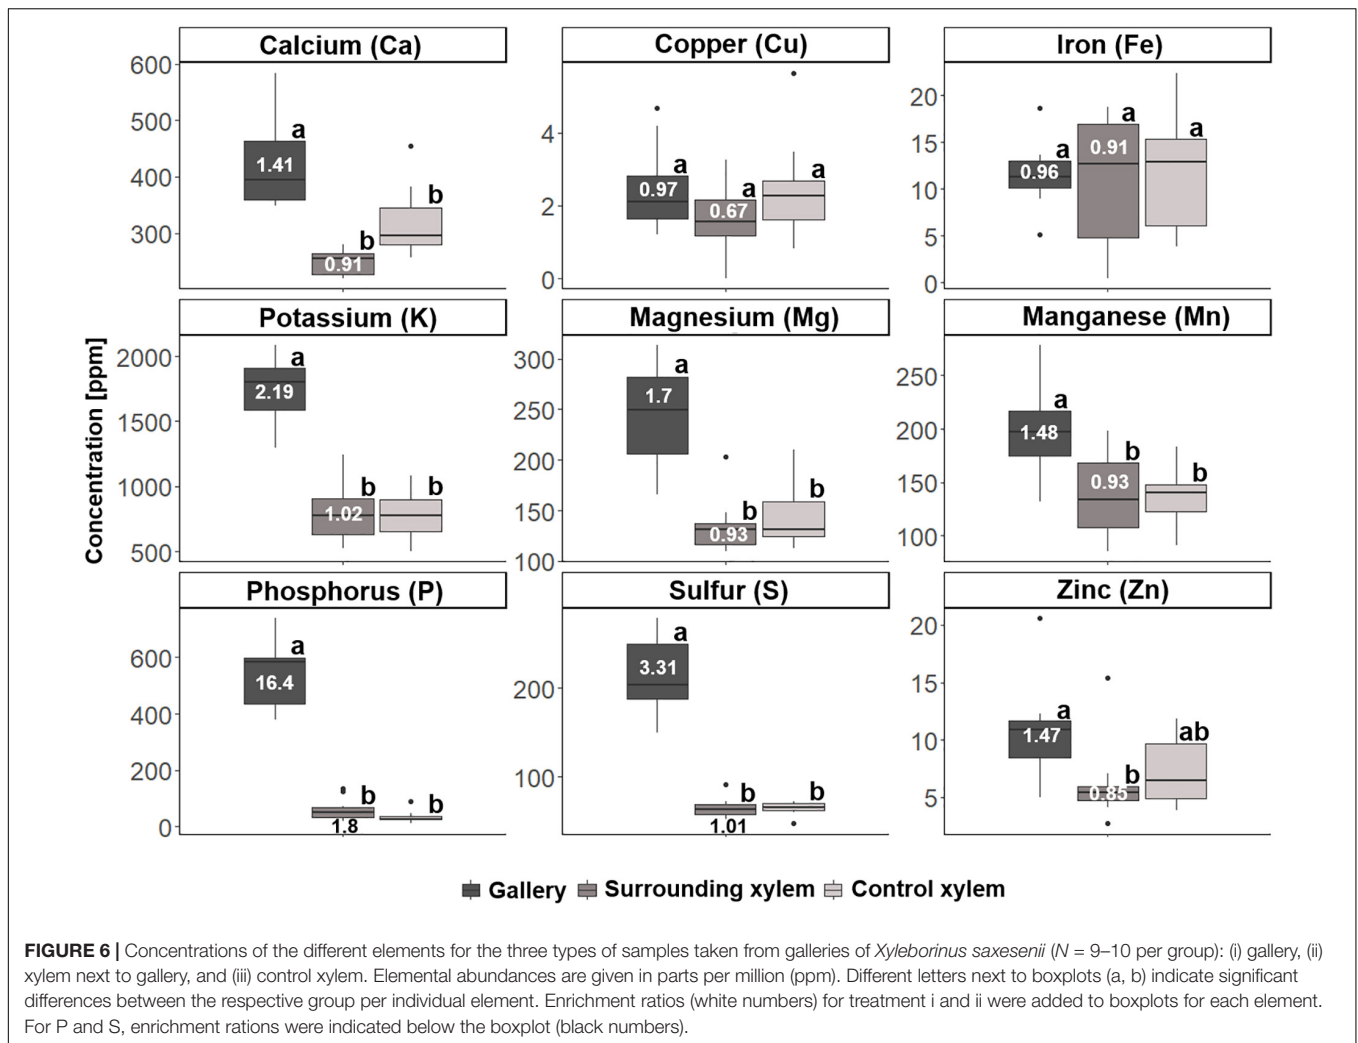 Calcium (Ca)
Copper (Cu)
Iron (Fe)
600
500
400
300
a
1.41
b
0.91
b
4
2
0
a
0.97
a
0.67
a
20
15
10
5
0
a
0.96
a
0.91
a
Potassium (K)
Magnesium (Mg)
Manganese (Mn)
Concentration [ppm]
2000
1500
1000
500
a
2.19
b
1.02
b
300
250
200
150
100
a
1.7
b
0.93
b
250
200
150
100
a
1.48
b
0.93
b
Phosphorus (P)
Sulfur (S)
Zinc (Zn)
600
400
200
0
a
16.4
b
1.8
b
200
100
a
3.31
b
1.01
b
20
15
10
5
a
1.47
b
0.85
ab
Gallery Surrounding xylem Control xylem
FIGURE 6 | Concentrations of the different elements for the three types of samples taken from galleries of Xyleborinus saxesenii (N = 9–10 per group): (i) gallery, (ii)
xylem next to gallery, and (iii) control xylem. Elemental abundances are given in parts per million (ppm). Different letters next to boxplots (a, b) indicate significant
differences between the respective group per individual element. Enrichment ratios (white numbers) for treatment i and ii were added to boxplots for each element.
For P and S, enrichment rations were indicated below the boxplot (black numbers).